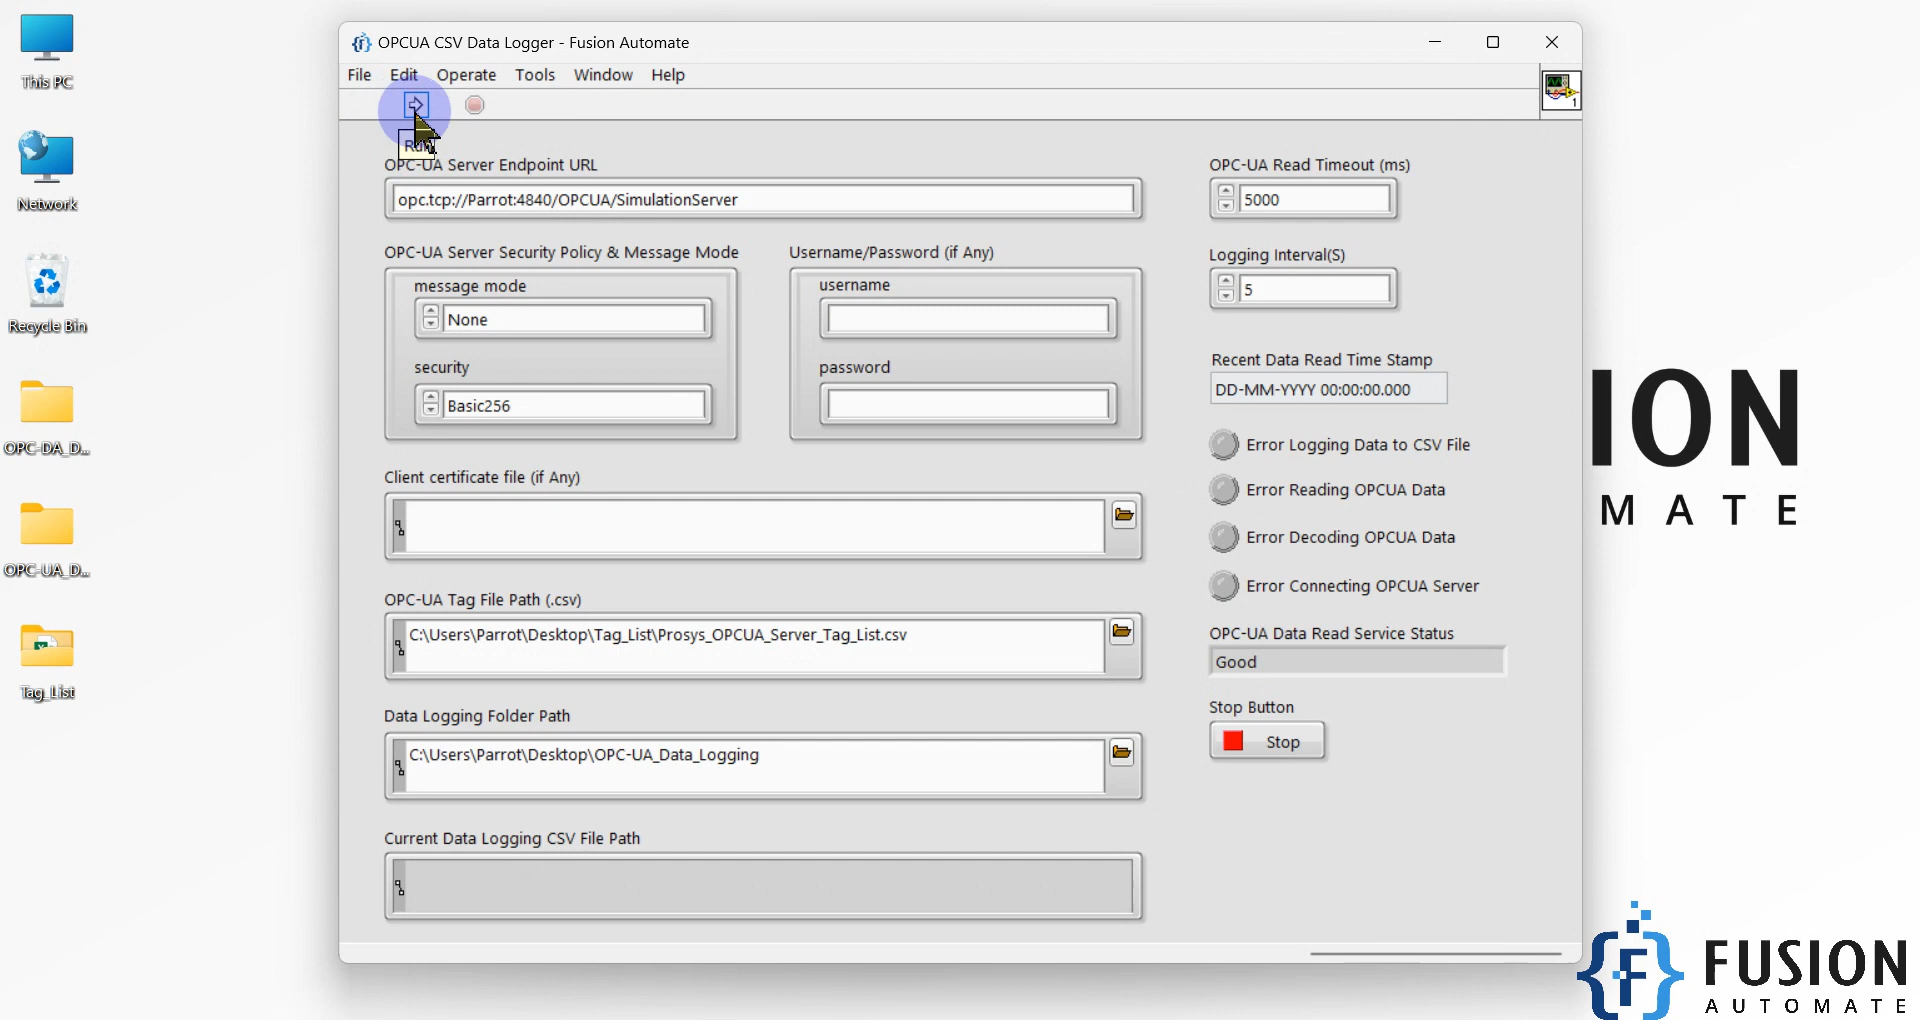 This PC
Network
Recycle Bin
OPC-DA_D...
OPC-UA_D...
Tag_List
OPCUA CSV Data Logger - Fusion Automate
File Edit Operate Tools Window Help
1
Run
OPC-UA Server Endpoint URL
opc.tcp://Parrot:4840/OPCUA/SimulationServer
OPC-UA Server Security Policy & Message Mode
message mode
None
security
Basic256
Username/Password (if Any)
username
password
Client certificate file (if Any)
OPC-UA Tag File Path (.csv)
C:\Users\Parrot\Desktop\Tag_List\Prosys_OPCUA_Server_Tag_List.csv
Data Logging Folder Path
C:\Users\Parrot\Desktop\OPC-UA_Data_Logging
Current Data Logging CSV File Path
OPC-UA Read Timeout (ms)
5000
Logging Interval(S)
5
Recent Data Read Time Stamp
DD-MM-YYYY 00:00:00.000
Error Logging Data to CSV File
Error Reading OPCUA Data
Error Decoding OPCUA Data
Error Connecting OPCUA Server
OPC-UA Data Read Service Status
Good
Stop Button
Stop
ION
MATE
FUSION
AUTOMATE